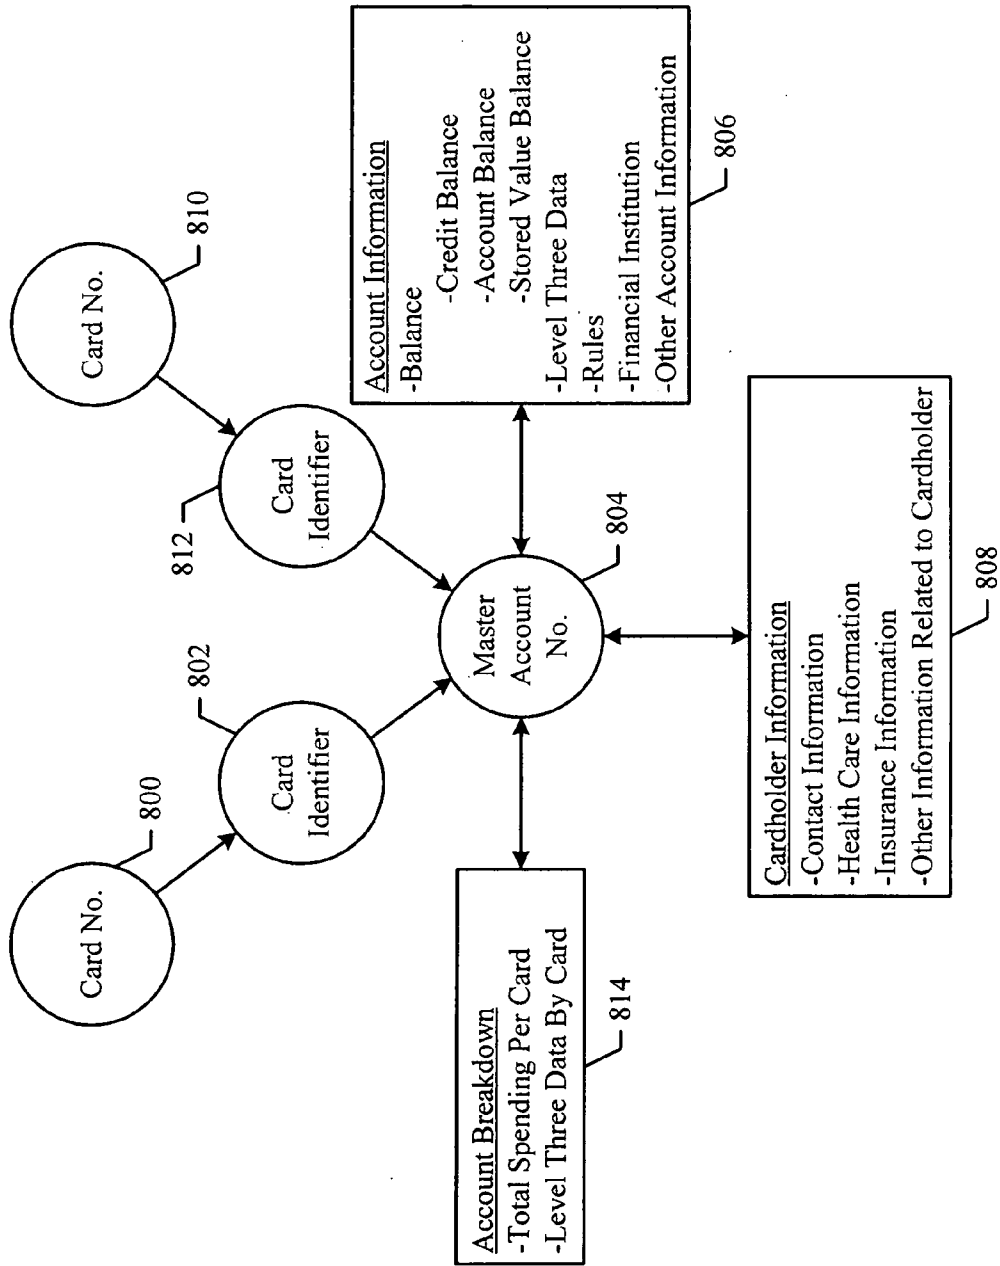 Card No.
800
Card
Identifier
802
Card No.
810
Card
Identifier
812
Master
Account
No.
804
Account Breakdown
-Total Spending Per Card
-Level Three Data By Card
814
Account Information
-Balance
-Credit Balance
-Account Balance
-Stored Value Balance
-Level Three Data
-Rules
-Financial Institution
-Other Account Information
806
Cardholder Information
-Contact Information
-Health Care Information
-Insurance Information
-Other Information Related to Cardholder
808